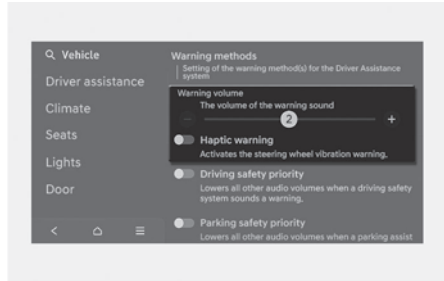 Vehicle
Driver assistance
Climate
Seats
Lights
Door
Warning methods
Setting of the warning method(s) for the Driver Assistance
system
Warning volume
The volume of the warning sound
2
Haptic warning
Activates the steering wheel vibration warning.
Driving safety priority
Lowers all other audio volumes when a driving safety
system sounds a warning.
Parking safety priority
Lowers all other audio volumes when a parking assist